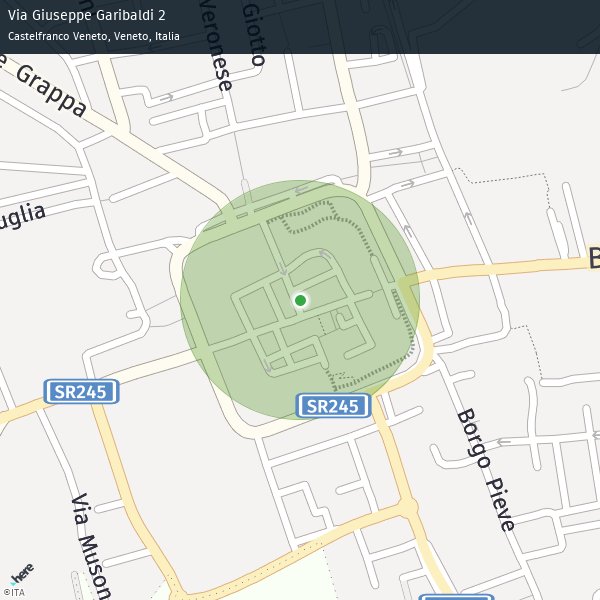 Via Giuseppe Garibaldi 2
Castelfranco Veneto, Veneto, Italia
Veronese
Giotto
Grappa
uglia
B
SR245
SR245
Borgo Pieve
Via Muson
here
©ITA